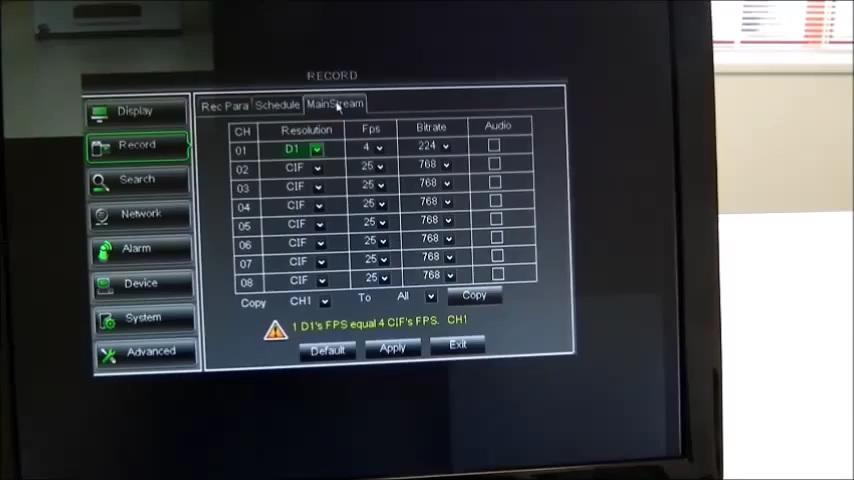 RECORD
Display
Record
Search
Network
Alarm
Device
System
Advanced
Rec Para Schedule MainStream
CH Resolution Fps Bitrate Audio
01 D1 4 224
02 CIF 25 768
03 CIF 25 768
04 CIF 25 768
05 CIF 25 768
06 CIF 25 768
07 CIF 25 768
08 CIF 25 768
Copy CH1 To All Copy
1 D1's FPS equal 4 CIF's FPS. CH1
Default Apply Exit